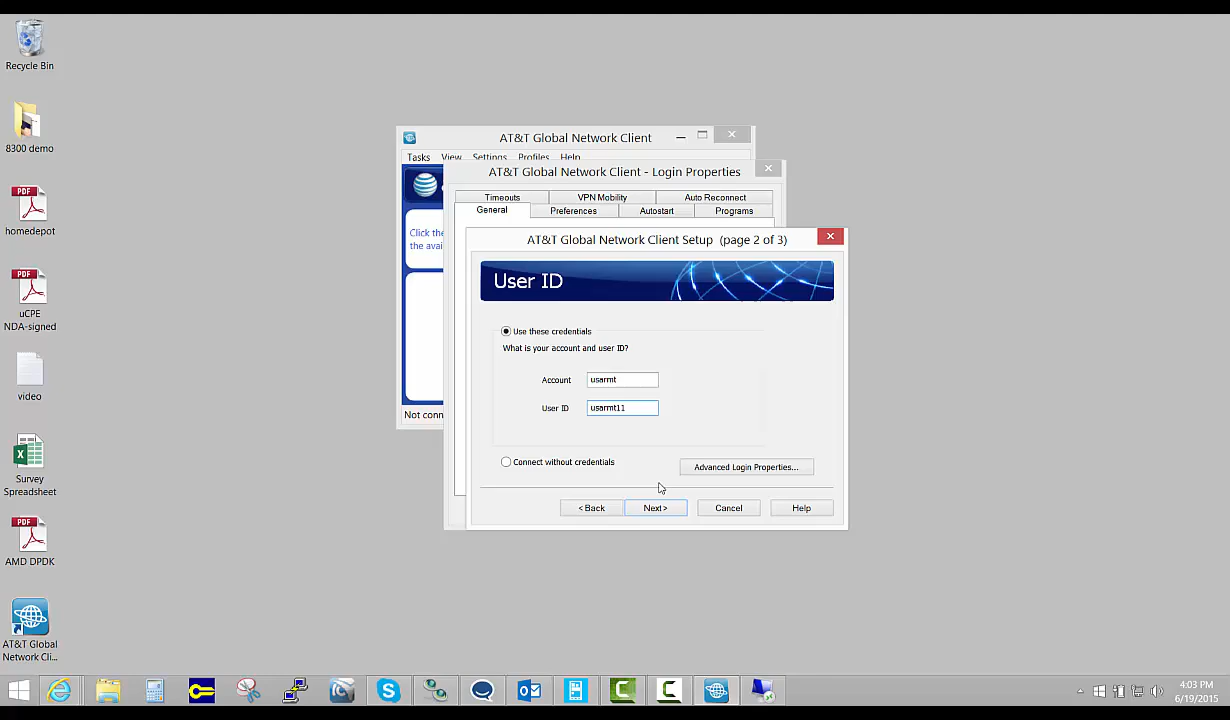 Recycle Bin
8300 demo
homedepot
uCPE
NDA-signed
video
Survey
Spreadsheet
AMD DPDK
AT&T Global
Network Cli...
AT&T Global Network Client
Tasks View Settings Profiles Help
Click the
the avai
Not conn
AT&T Global Network Client - Login Properties
Timeouts VPN Mobility Auto Reconnect
General Preferences Autostart Programs
AT&T Global Network Client Setup (page 2 of 3)
User ID
Use these credentials
What is your account and user ID?
Account usarmt
User ID usarmt11
Connect without credentials
Advanced Login Properties...
< Back Next> Cancel Help
4:03 PM
6/19/2015